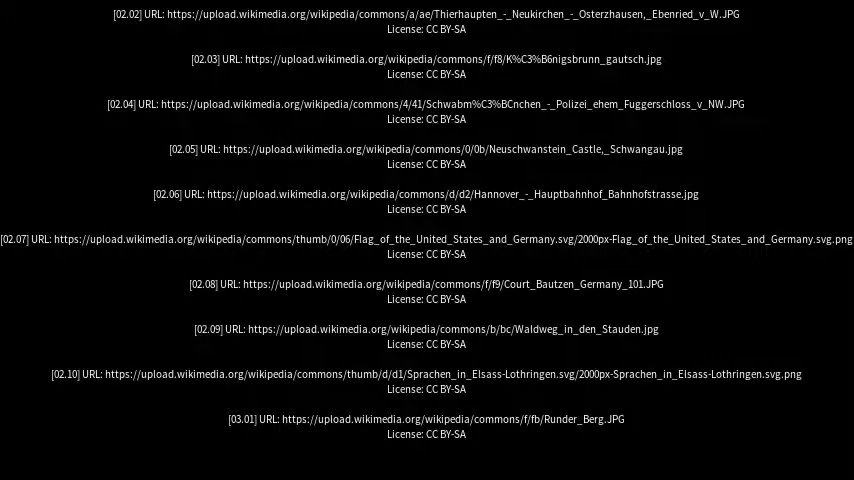 [02.02] URL: https://upload.wikimedia.org/wikipedia/commons/a/ae/Thierhaupten_-_Neukirchen_-_Osterzhausen,_Ebenried_v_W.JPG
License: CC BY-SA
[02.03] URL: https://upload.wikimedia.org/wikipedia/commons/f/f8/K%C3%B6nigsbrunn_gautsch.jpg
License: CC BY-SA
[02.04] URL: https://upload.wikimedia.org/wikipedia/commons/4/41/Schwabm%C3%BCnchen_-_Polizei_ehem_Fuggerschloss_v_NW.JPG
License: CC BY-SA
[02.05] URL: https://upload.wikimedia.org/wikipedia/commons/0/0b/Neuschwanstein_Castle,_Schwangau.jpg
License: CC BY-SA
[02.06] URL: https://upload.wikimedia.org/wikipedia/commons/d/d2/Hannover_-_Hauptbahnhof_Bahnhofstrasse.jpg
License: CC BY-SA
[02.07] URL: https://upload.wikimedia.org/wikipedia/commons/thumb/0/06/Flag_of_the_United_States_and_Germany.svg/2000px-Flag_of_the_United_States_and_Germany.svg.png
License: CC BY-SA
[02.08] URL: https://upload.wikimedia.org/wikipedia/commons/f/f9/Court_Bautzen_Germany_101.JPG
License: CC BY-SA
[02.09] URL: https://upload.wikimedia.org/wikipedia/commons/b/bc/Waldweg_in_den_Stauden.jpg
License: CC BY-SA
[02.10] URL: https://upload.wikimedia.org/wikipedia/commons/thumb/d/d1/Sprachen_in_Elsass-Lothringen.svg/2000px-Sprachen_in_Elsass-Lothringen.svg.png
License: CC BY-SA
[03.01] URL: https://upload.wikimedia.org/wikipedia/commons/f/fb/Runder_Berg.JPG
License: CC BY-SA